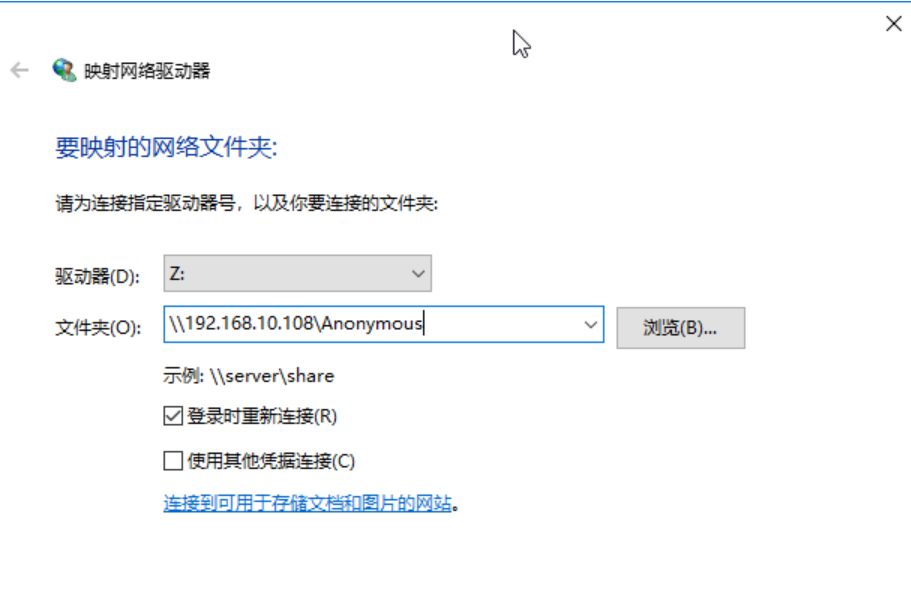 映射网络驱动器
要映射的网络文件夹:
请为连接指定驱动器号，以及你要连接的文件夹:
驱动器(D): Z:
文件夹(O): \\192.168.10.108\Anonymous 浏览(B)...
示例: \\server\share
登录时重新连接(R)
使用其他凭据连接(C)
连接到可用于存储文档和图片的网站。